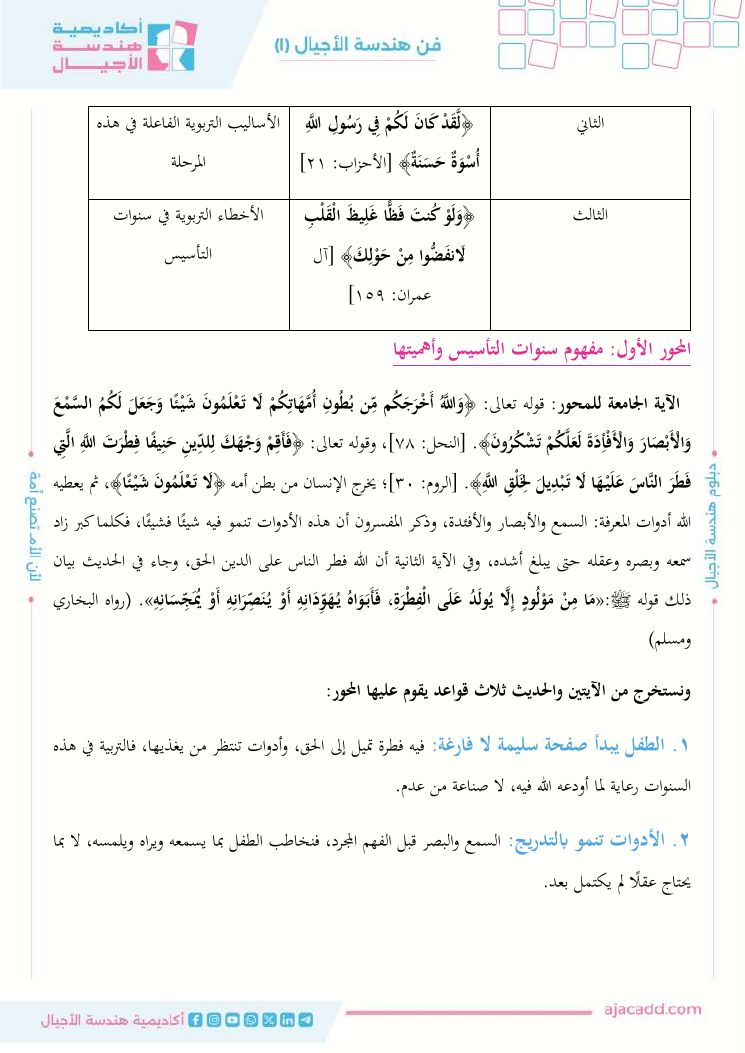 فن هندسة الأجيال (١)
أكاديمية
هندسة
الأجيال
الثاني
﴿لَّقَدْ كَانَ لَكُمْ فِي رَسُولِ اللَّهِ
أُسْوَةٌ حَسَنَةٌ﴾ [الأحزاب: ٢١]
الأساليب التربوية الفاعلة في هذه
المرحلة
الثالث
﴿وَلَوْ كُنتَ فَظًّا غَلِيظَ الْقَلْبِ
لَانفَضُّوا مِنْ حَوْلِكَ﴾ [آل
عمران: ١٥٩]
الأخطاء التربوية في سنوات
التأسيس
المحور الأول: مفهوم سنوات التأسيس وأهميتها
الآية الجامعة للمحور: قوله تعالى: ﴿وَاللَّهُ أَخْرَجَكُم مِّن بُطُونِ أُمَّهَاتِكُمْ لَا تَعْلَمُونَ شَيْئًا وَجَعَلَ لَكُمُ السَّمْعَ
وَالْأَبْصَارَ وَالْأَفْئِدَةَ لَعَلَّكُمْ تَشْكُرُونَ﴾. [النحل: ٧٨]، وقوله تعالى: ﴿فَأَقِمْ وَجْهَكَ لِلدِّينِ حَنِيفًا فِطْرَتَ اللَّهِ الَّتِي
فَطَرَ النَّاسَ عَلَيْهَا لَا تَبْدِيلَ لِخَلْقِ اللَّهِ﴾. [الروم: ٣٠]؛ يخرج الإنسان من بطن أمه ﴿لَا تَعْلَمُونَ شَيْئًا﴾، ثم يعطيه
الله أدوات المعرفة: السمع والأبصار والأفئدة، وذكر المفسرون أن هذه الأدوات تنمو فيه شيئًا فشيئًا، فكلما كبر زاد
سمعه وبصره وعقله حتى يبلغ أشده، وفي الآية الثانية أن الله فطر الناس على الدين الحق، وجاء في الحديث بيان
ذلك قوله ﷺ:«مَا مِنْ مَوْلُودٍ إِلَّا يُولَدُ عَلَى الْفِطْرَةِ، فَأَبَوَاهُ يُهَوِّدَانِهِ أَوْ يُنَصِّرَانِهِ أَوْ يُمَجِّسَانِهِ». (رواه البخاري
ومسلم)
ونستخرج من الآيتين والحديث ثلاث قواعد يقوم عليها المحور:
١. الطفل يبدأ صفحة سليمة لا فارغة: فيه فطرة تميل إلى الحق، وأدوات تنتظر من يغذيها، فالتربية في هذه
السنوات رعاية لما أودعه الله فيه، لا صناعة من عدم.
٢. الأدوات تنمو بالتدريج: السمع والبصر قبل الفهم المجرد، فنخاطب الطفل بما يسمعه ويراه ويلمسه، لا بما
يحتاج عقلًا لم يكتمل بعد.
دبلوم هندسة الأجيال
لأن الأم تصنع أمة
أكاديمية هندسة الأجيال
ajacadd.com